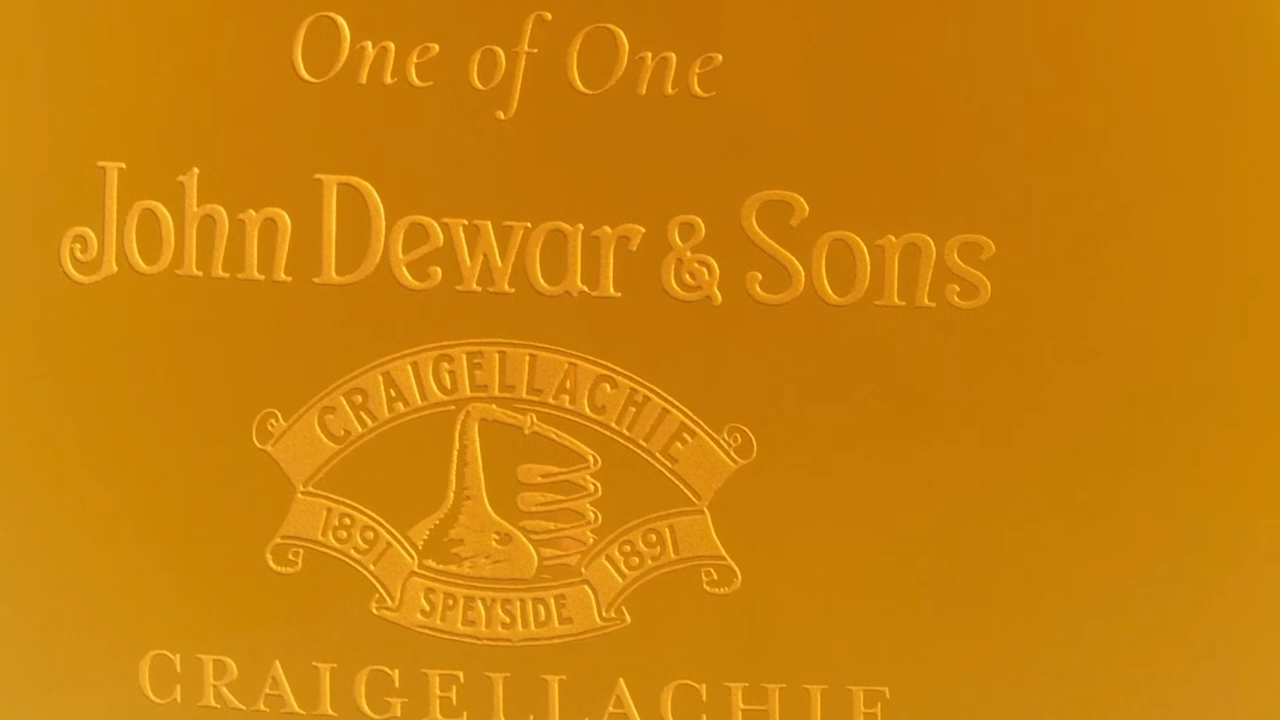 One of One
John Dewar & Sons
CRAIGELLACHIE
1891 1891
SPEYSIDE
CRAIGELLACHIE